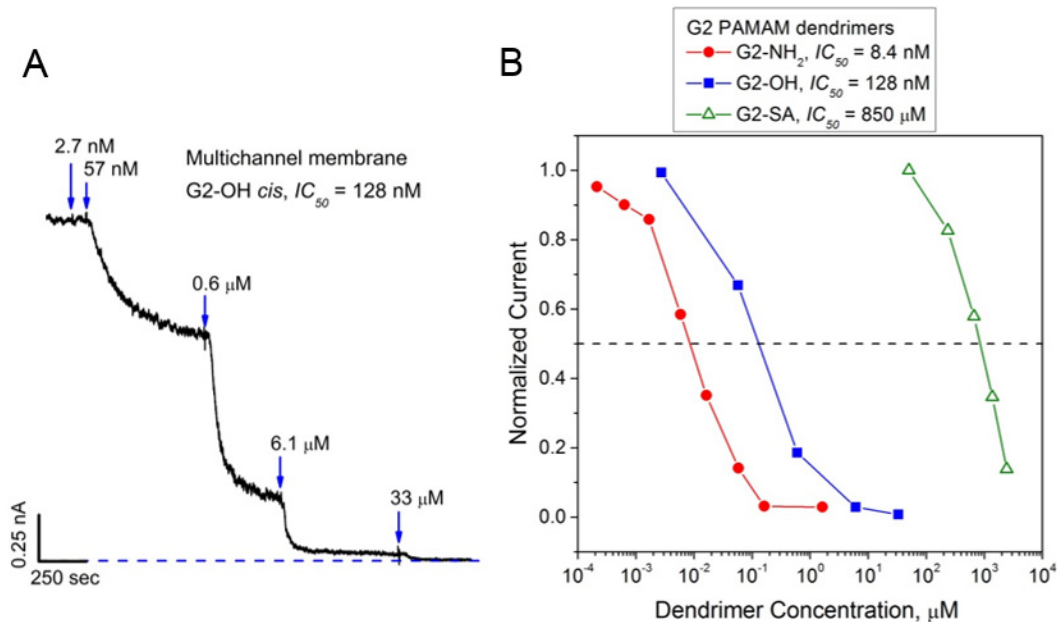 A
2.7 nM
57 nM
Multichannel membrane
G2-OH cis, IC₅₀ = 128 nM
0.6 μM
6.1 μM
33 μM
0.25 nA
250 sec
B
G2 PAMAM dendrimers
G2-NH₂, IC₅₀ = 8.4 nM
G2-OH, IC₅₀ = 128 nM
G2-SA, IC₅₀ = 850 μM
Normalized Current
1.0
0.8
0.6
0.4
0.2
0.0
10⁻⁴ 10⁻³ 10⁻² 10⁻¹ 10⁰ 10¹ 10² 10³ 10⁴
Dendrimer Concentration, μM